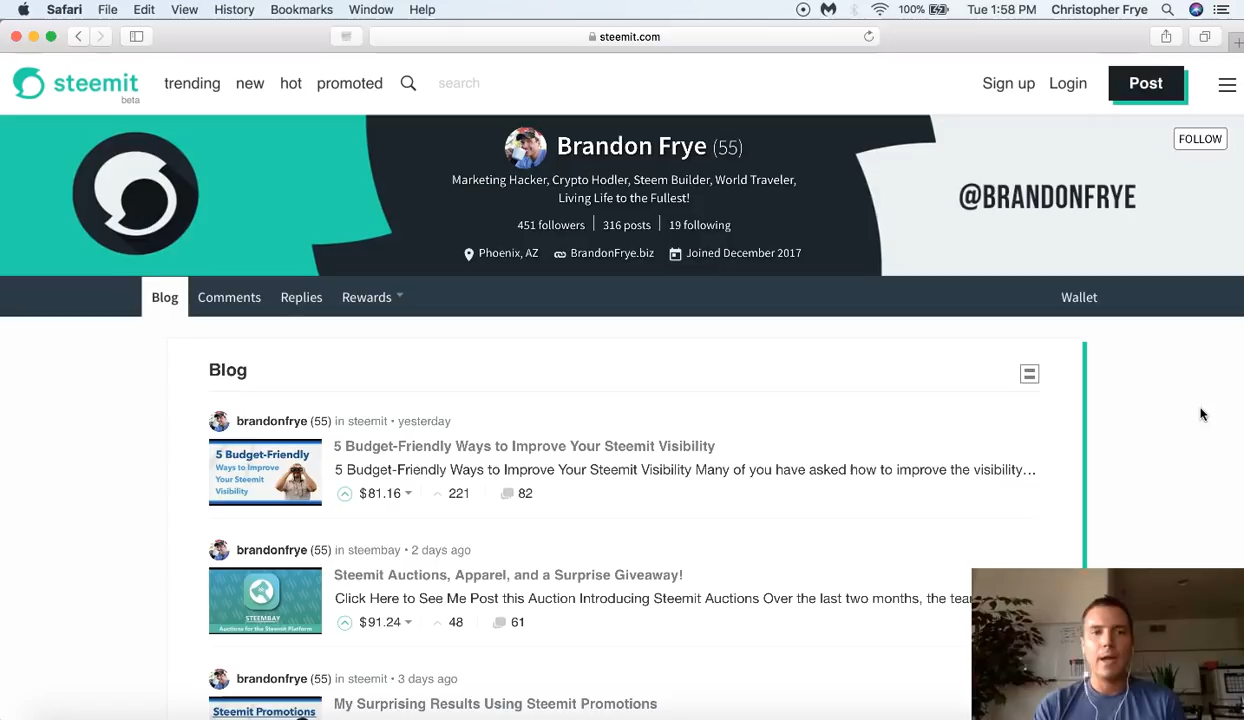 Safari File Edit View History Bookmarks Window Help 100% Tue 1:58 PM Christopher Frye
steemit.com
steemit beta trending new hot promoted search Sign up Login Post
Brandon Frye (55)
FOLLOW
Marketing Hacker, Crypto Hodler, Steem Builder, World Traveler,
Living Life to the Fullest!
@BRANDONFRYE
451 followers 316 posts 19 following
Phoenix, AZ BrandonFrye.biz Joined December 2017
Blog Comments Replies Rewards Wallet
Blog
brandonfrye (55) in steemit • yesterday
5 Budget-Friendly
Ways to Improve
Your Steemit
Visibility
5 Budget-Friendly Ways to Improve Your Steemit Visibility
5 Budget-Friendly Ways to Improve Your Steemit Visibility Many of you have asked how to improve the visibility…
$81.16 221 82
brandonfrye (55) in steembay • 2 days ago
STEEMBAY
Auctions for the Steemit Platform
Steemit Auctions, Apparel, and a Surprise Giveaway!
Click Here to See Me Post this Auction Introducing Steemit Auctions Over the last two months, the tear
$91.24 48 61
brandonfrye (55) in steemit • 3 days ago
Steemit Promotions
My Surprising Results Using Steemit Promotions